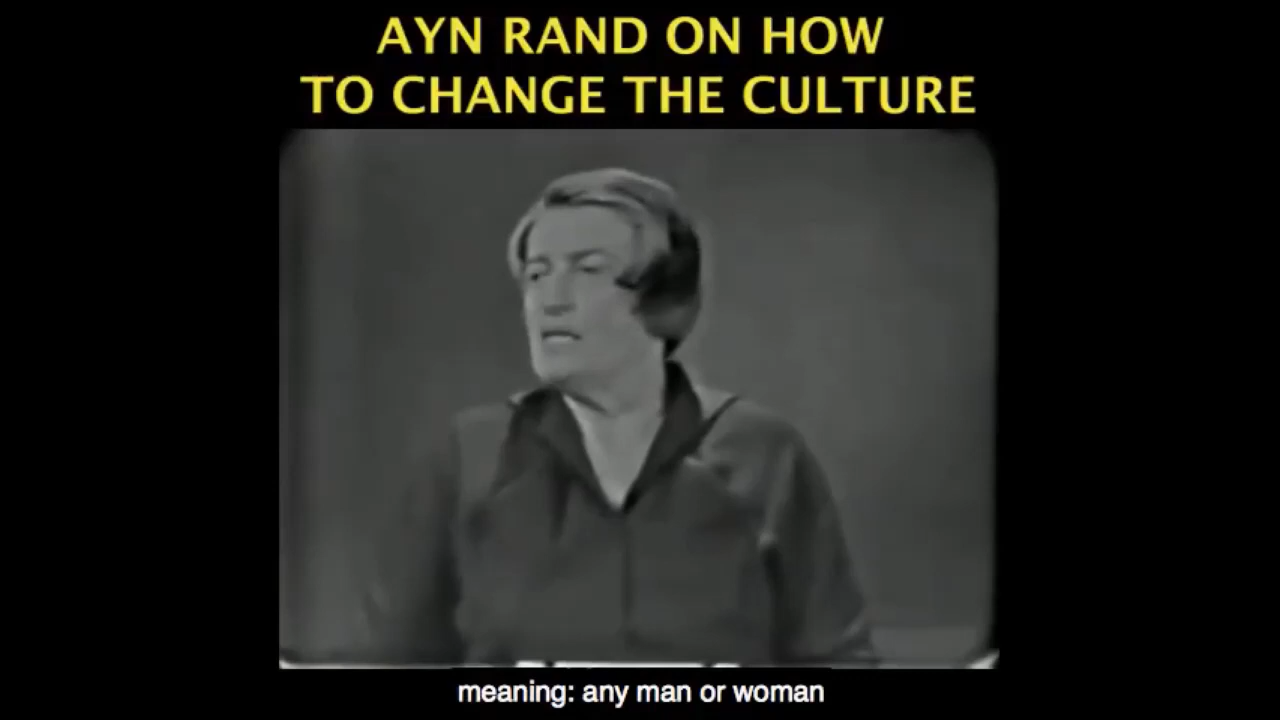 AYN RAND ON HOW
TO CHANGE THE CULTURE
meaning: any man or woman